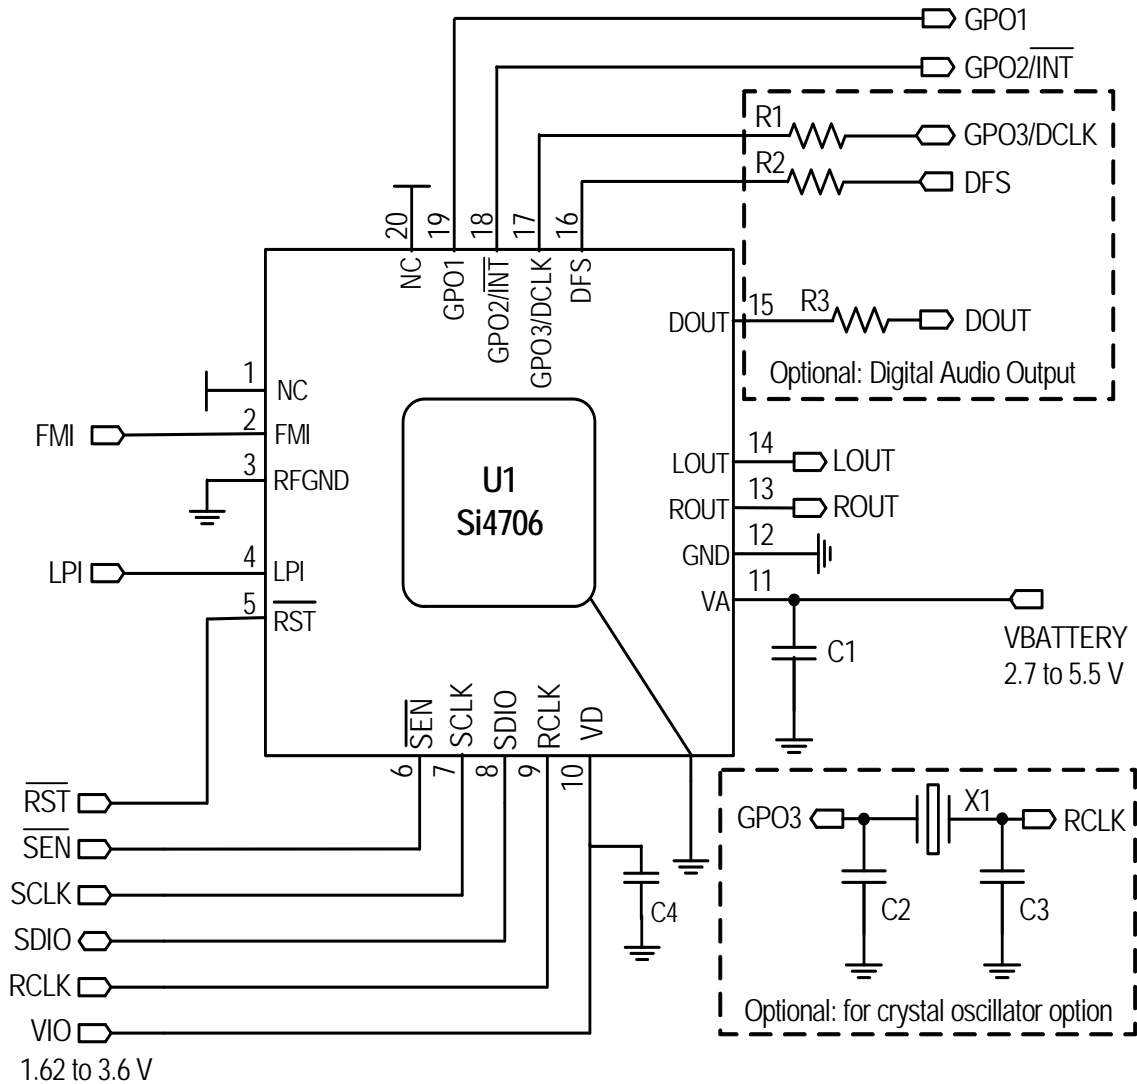 GPO1
GPO2/INT
R1
GPO3/DCLK
R2
DFS
20
19
18
17
16
NC
GPO1
GPO2/INT
GPO3/DCLK
DFS
DOUT
15
R3
DOUT
Optional: Digital Audio Output
1
NC
FMI
2
FMI
3
RFGND
U1
Si4706
LOUT
14
LOUT
ROUT
13
ROUT
GND
12
LPI
4
LPI
VA
11
5
RST
C1
VBATTERY
2.7 to 5.5 V
SEN
SCLK
SDIO
RCLK
VD
6
7
8
9
10
RST
SEN
SCLK
SDIO
RCLK
VIO
1.62 to 3.6 V
C4
GPO3
X1
RCLK
C2
C3
Optional: for crystal oscillator option